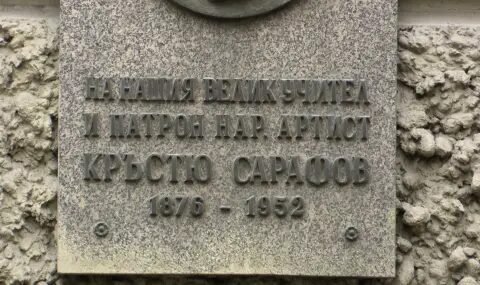 НА НАШИЯ ВЕЛИК УЧИТЕЛ
И ПАТРОН НАР. АРТИСТ
КРЪСТЮ САРАФОВ
1876 - 1952